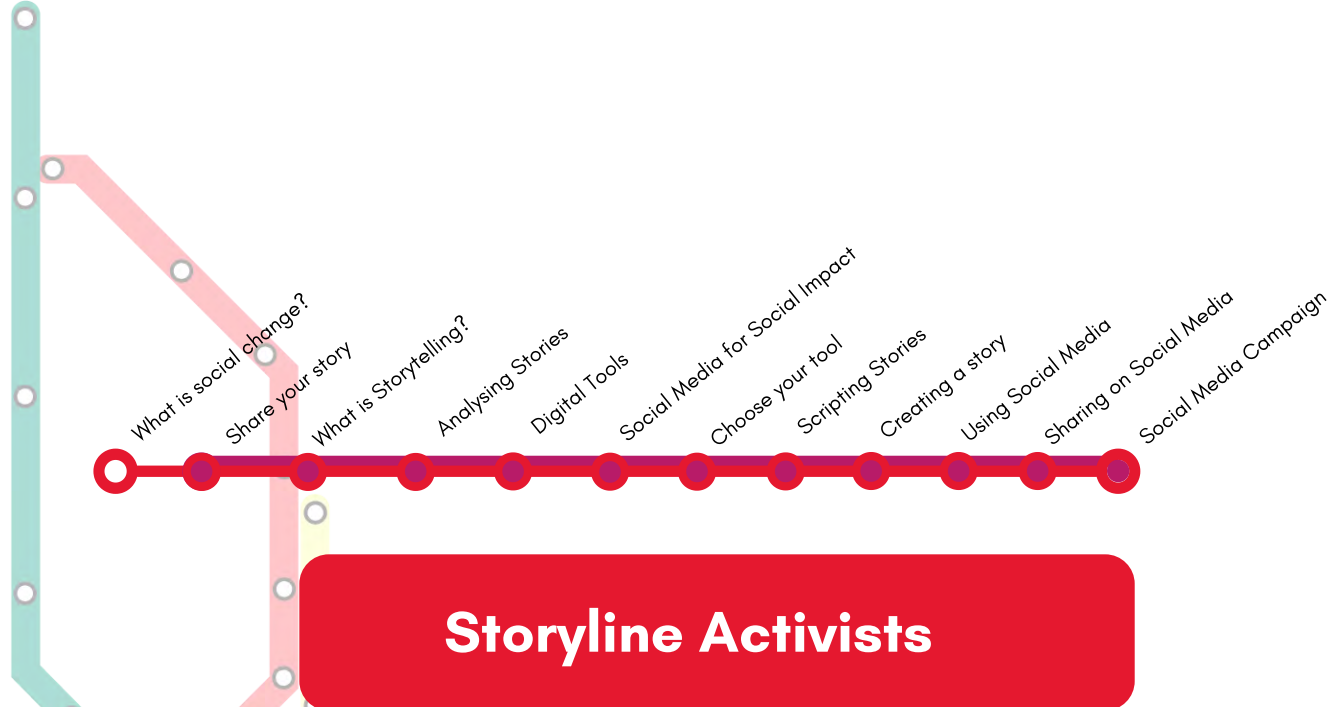 What is social change?
Share your story
What is Storytelling?
Analysing Stories
Digital Tools
Social Media for Social Impact
Choose your tool
Scripting Stories
Creating a story
Using Social Media
Sharing on Social Media
Social Media Campaign
Storyline Activists